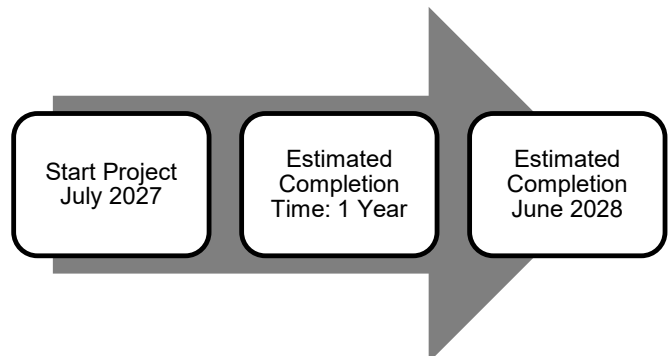 Start Project
July 2027
Estimated
Completion
Time: 1 Year
Estimated
Completion
June 2028